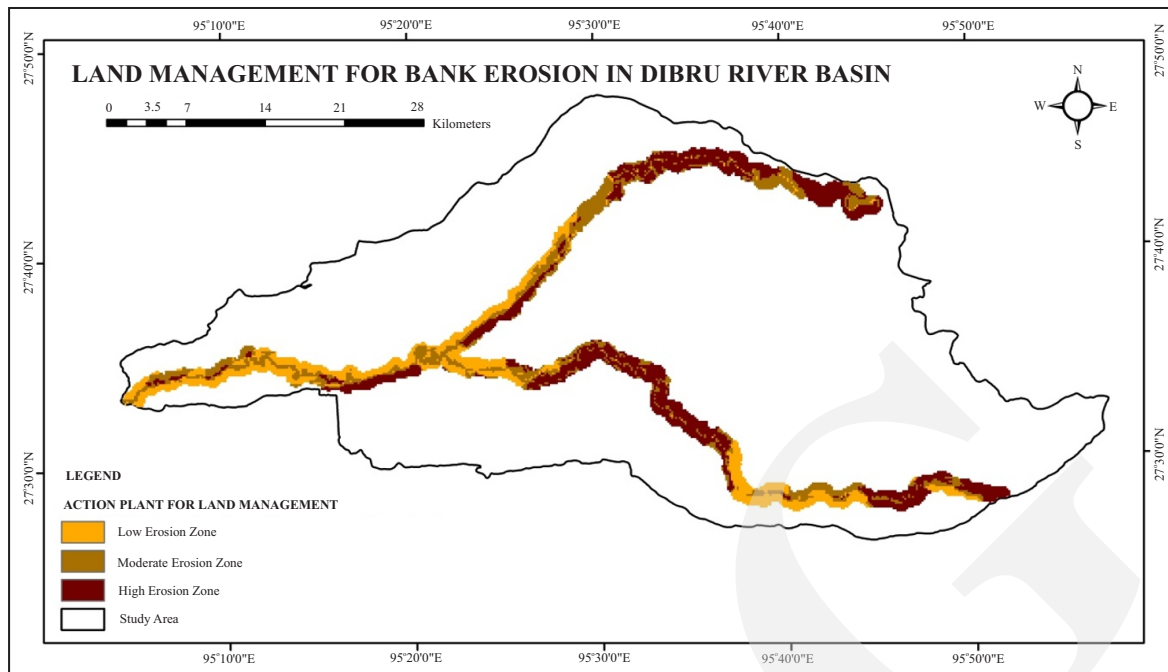 95°10'0"E 95°20'0"E 95°30'0"E 95°40'0"E 95°50'0"E
27°50'0"N 27°50'0"N
LAND MANAGEMENT FOR BANK EROSION IN DIBRU RIVER BASIN
0 3.5 7 14 21 28
Kilometers
N
W E
S
27°40'0"N 27°40'0"N
27°30'0"N 27°30'0"N
LEGEND
ACTION PLANT FOR LAND MANAGEMENT
Low Erosion Zone
Moderate Erosion Zone
High Erosion Zone
Study Area
95°10'0"E 95°20'0"E 95°30'0"E 95°40'0"E 95°50'0"E